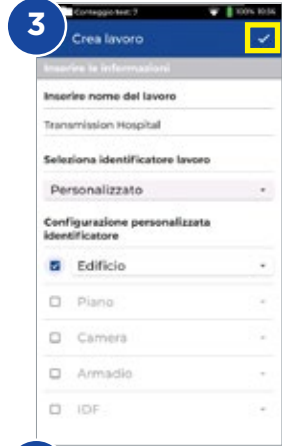 3
Conteggio test: 7
100% 10:34
Crea lavoro
Inserire le informazioni
Inserire nome del lavoro
Transmission Hospital
Seleziona identificatore lavoro
Personalizzato
Configurazione personalizzata
identificatore
Edificio
Piano
Camera
Armadio
IDF